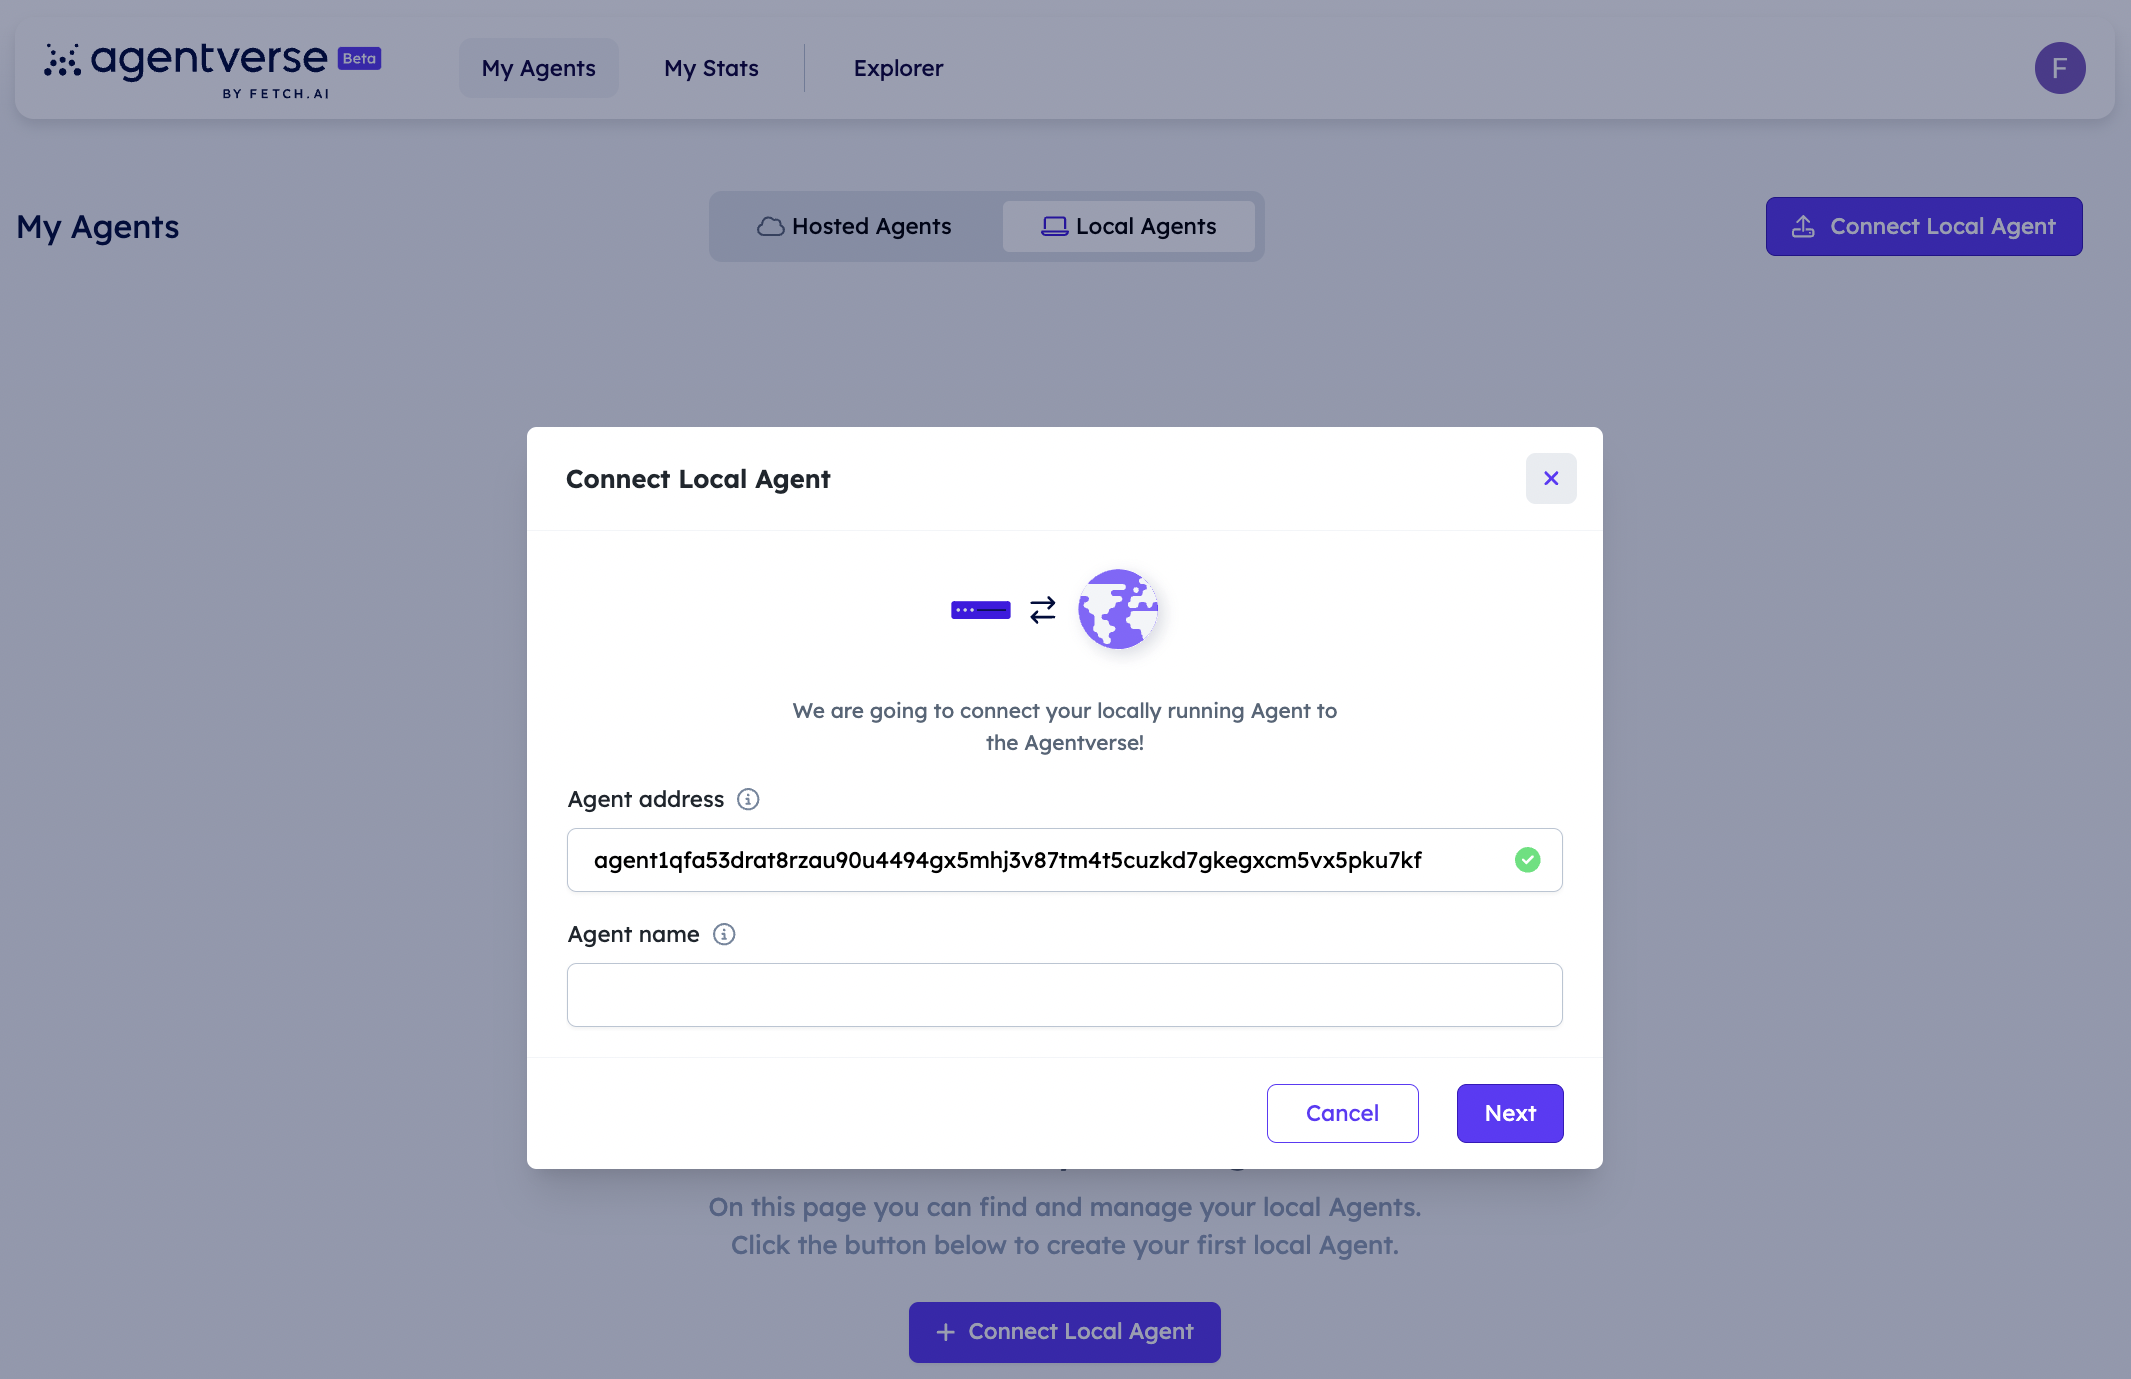 agentverse Beta
BY FETCH.AI
My Agents
My Stats
Explorer
F
My Agents
Hosted Agents
Local Agents
Connect Local Agent
Connect Local Agent
We are going to connect your locally running Agent to
the Agentverse!
Agent address
agent1qfa53drat8rzau90u4494gx5mhj3v87tm4t5cuzkd7gkegxcm5vx5pku7kf
Agent name
Cancel
Next
On this page you can find and manage your local Agents.
Click the button below to create your first local Agent.
+ Connect Local Agent